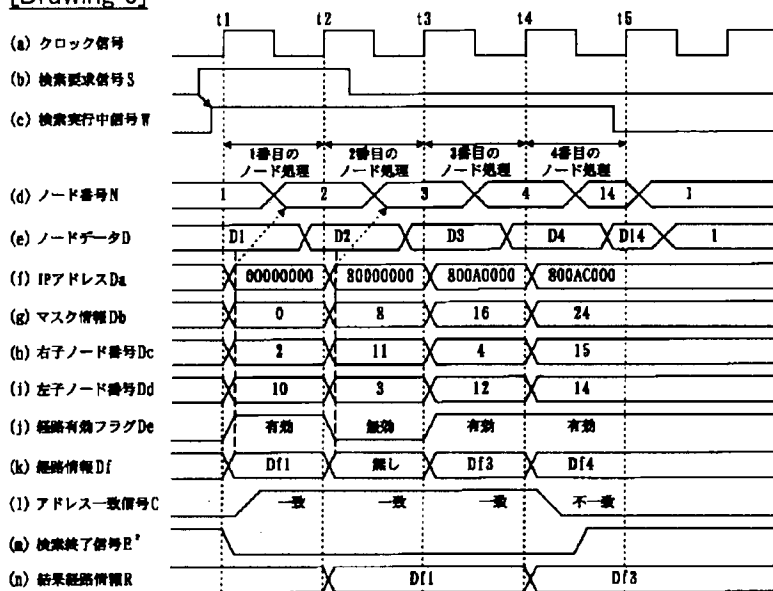 [Drawing 6]
t1 t2 t3 t4 t5
(a) クロック信号
(b) 検索要求信号S
(c) 検索実行中信号W
1番目の ノード処理
2番目の ノード処理
3番目の ノード処理
4番目の ノード処理
(d) ノード番号N 1 2 3 4 14 1
(e) ノードデータD D1 D2 D3 D4 D14 1
(f) IPアドレスDa 00000000 80000000 800A0000 800AC000
(g) マスク情報Db 0 8 16 24
(h) 右子ノード番号Dc 2 11 4 15
(i) 左子ノード番号Dd 10 3 12 14
(j) 経路有効フラグDe 有効 無効 有効 有効
(k) 経路情報Df Df1 無し Df3 Df4
(l) アドレス一致信号C 一致 一致 一致 不一致
(m) 検索終了信号E'
(n) 結果経路情報R Df1 Df3